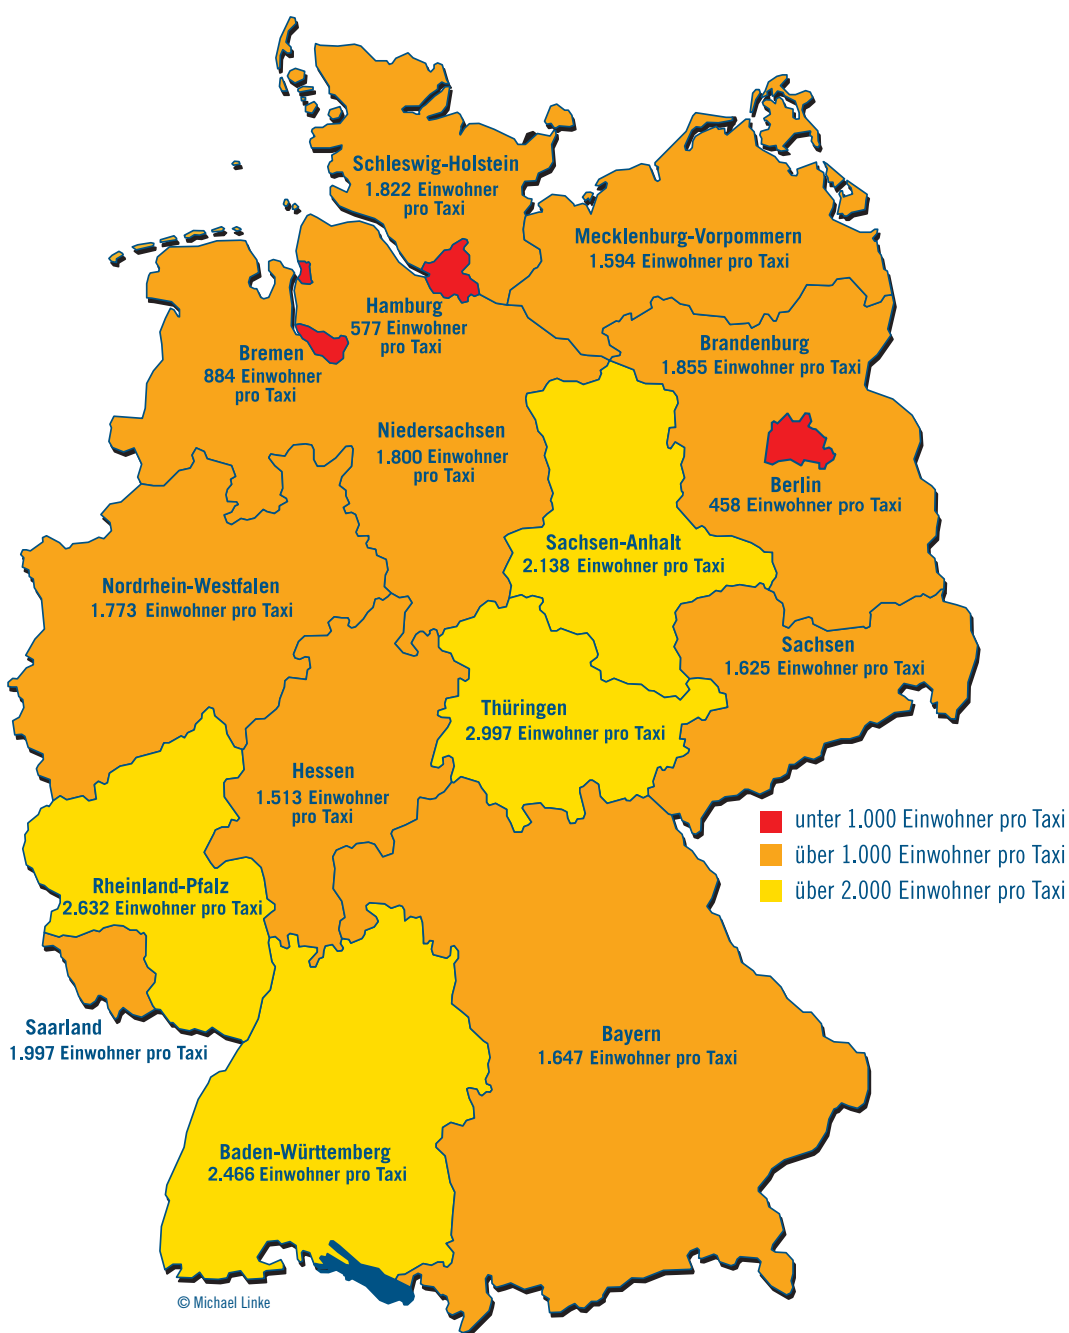 Schleswig-Holstein
1.822 Einwohner
pro Taxi
Mecklenburg-Vorpommern
1.594 Einwohner pro Taxi
Hamburg
577 Einwohner
pro Taxi
Bremen
884 Einwohner
pro Taxi
Brandenburg
1.855 Einwohner pro Taxi
Niedersachsen
1.800 Einwohner
pro Taxi
Berlin
458 Einwohner pro Taxi
Sachsen-Anhalt
2.138 Einwohner pro Taxi
Nordrhein-Westfalen
1.773 Einwohner pro Taxi
Sachsen
1.625 Einwohner pro Taxi
Thüringen
2.997 Einwohner pro Taxi
Hessen
1.513 Einwohner
pro Taxi
unter 1.000 Einwohner pro Taxi
über 1.000 Einwohner pro Taxi
über 2.000 Einwohner pro Taxi
Rheinland-Pfalz
2.632 Einwohner pro Taxi
Saarland
1.997 Einwohner pro Taxi
Bayern
1.647 Einwohner pro Taxi
Baden-Württemberg
2.466 Einwohner pro Taxi
© Michael Linke